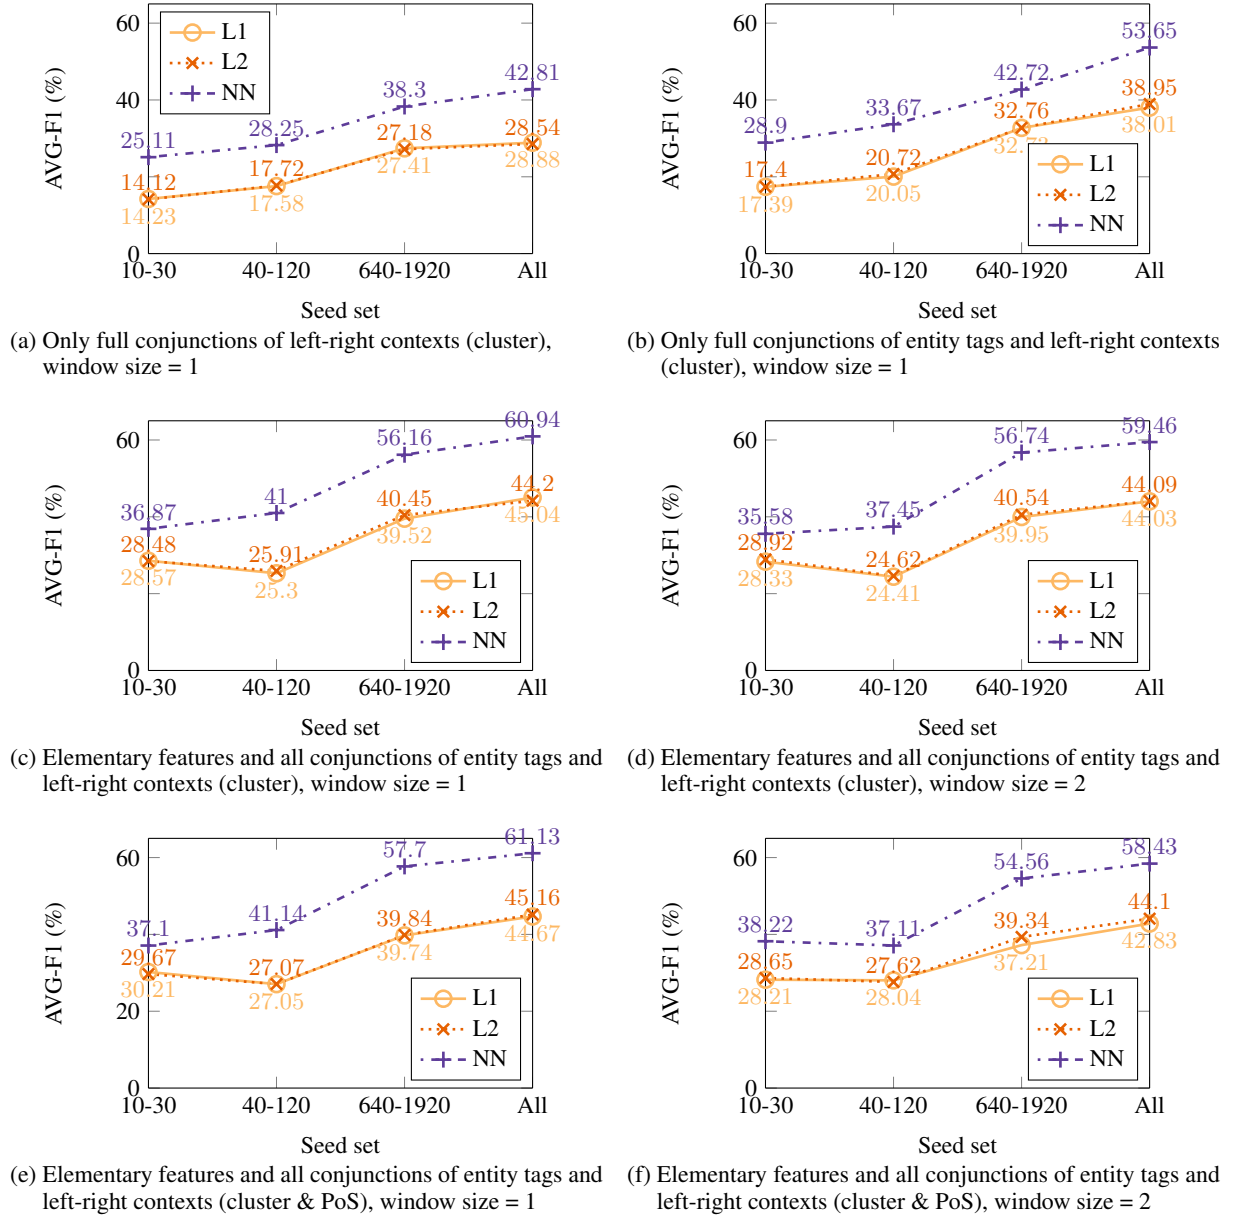 60
40
0
AVG-F1 (%)
L1
L2
NN
25.11
28.25
38.3
42.81
14.12
17.72
27.18
28.54
14.23
17.58
27.41
28.88
10-30
40-120
640-1920
All
Seed set
(a) Only full conjunctions of left-right contexts (cluster),
window size = 1
60
40
0
AVG-F1 (%)
28.9
33.67
42.72
53.65
17.4
20.72
32.76
38.95
17.39
20.05
38.01
L1
L2
NN
10-30
40-120
640-1920
All
Seed set
(b) Only full conjunctions of entity tags and left-right contexts
(cluster), window size = 1
60
0
AVG-F1 (%)
36.87
41
56.16
60.94
28.48
25.91
40.45
44.2
28.57
25.3
39.52
45.04
L1
L2
NN
10-30
40-120
640-1920
All
Seed set
(c) Elementary features and all conjunctions of entity tags and
left-right contexts (cluster), window size = 1
60
0
AVG-F1 (%)
35.58
37.45
56.74
59.46
28.92
24.62
40.54
44.09
28.33
24.41
39.95
44.03
L1
L2
NN
10-30
40-120
640-1920
All
Seed set
(d) Elementary features and all conjunctions of entity tags and
left-right contexts (cluster), window size = 2
60
20
0
AVG-F1 (%)
37.1
41.14
57.7
61.13
29.67
27.07
39.84
45.16
30.21
27.05
39.74
44.67
L1
L2
NN
10-30
40-120
640-1920
All
Seed set
(e) Elementary features and all conjunctions of entity tags and
left-right contexts (cluster & PoS), window size = 1
60
20
0
AVG-F1 (%)
38.22
37.11
54.56
58.43
28.65
27.62
39.34
44.1
28.21
28.04
37.21
42.83
L1
L2
NN
10-30
40-120
640-1920
All
Seed set
(f) Elementary features and all conjunctions of entity tags and
left-right contexts (cluster & PoS), window size = 2